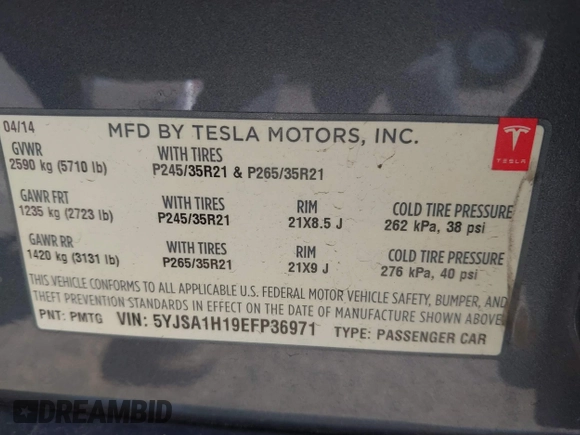 04/14 MFD BY TESLA MOTORS, INC.
GVWR WITH TIRES
2590 kg (5710 lb) P245/35R21 & P265/35R21
TESLA
GAWR FRT WITH TIRES RIM COLD TIRE PRESSURE
1235 kg (2723 lb) P245/35R21 21X8.5 J 262 kPa, 38 psi
GAWR RR WITH TIRES RIM COLD TIRE PRESSURE
1420 kg (3131 lb) P265/35R21 21X9 J 276 kPa, 40 psi
THIS VEHICLE CONFORMS TO ALL APPLICABLE U.S. FEDERAL MOTOR VEHICLE SAFETY, BUMPER, AND
THEFT PREVENTION STANDARDS IN EFFECT ON THE DATE OF MANUFACTURE SHOWN ABOVE
PNT: PMTG VIN: 5YJSA1H19EFP36971 TYPE: PASSENGER CAR
DREAMBID